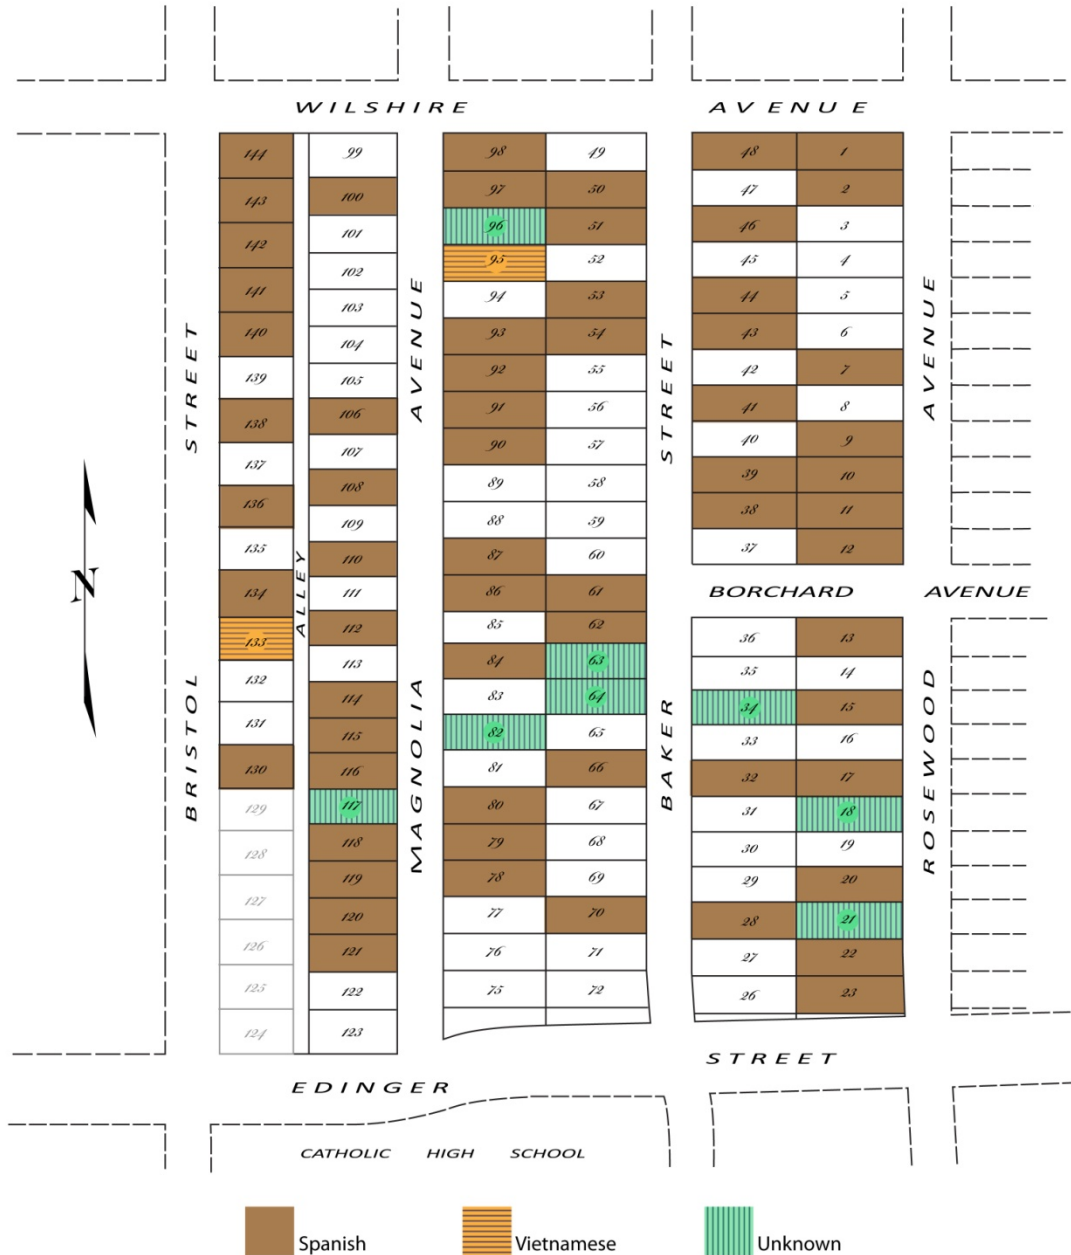 WILSHIRE AVENUE
144 99 98 49 48 1
143 100 97 50 47 2
142 101 96 51 46 3
141 102 95 52 45 4
140 103 94 53 44 5
139 104 93 54 43 6
138 105 92 55 42 7
137 106 91 56 41 8
136 107 90 57 40 9
135 108 89 58 39 10
134 109 88 59 38 11
133 110 87 60 37 12
132 111 86 61 36 13
131 112 85 62 35 14
130 113 84 63 34 15
129 114 83 64 33 16
128 115 82 65 32 17
127 116 81 66 31 18
126 117 80 67 30 19
125 118 79 68 29 20
124 119 78 69 28 21
120 77 70 27 22
121 76 71 26 23
122 75 72
123
BRISTOL STREET
ALLEY
MAGNOLIA AVENUE
BAKER STREET
ROSEWOOD AVENUE
BORCHARD AVENUE
N
EDINGER STREET
CATHOLIC HIGH SCHOOL
Spanish Vietnamese Unknown